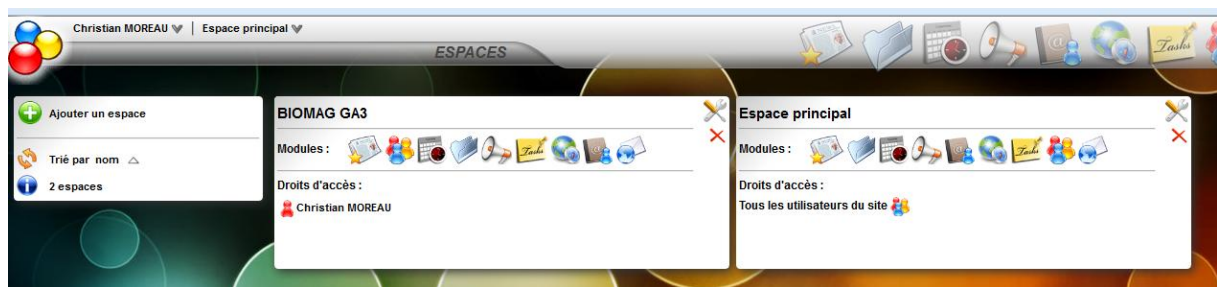 Christian MOREAU | Espace principal
ESPACES
Ajouter un espace
Trié par nom
2 espaces
BIOMAG GA3
Modules :
Tasks
Droits d'accès :
Christian MOREAU
Espace principal
Modules :
Tasks
Droits d'accès :
Tous les utilisateurs du site
Tasks